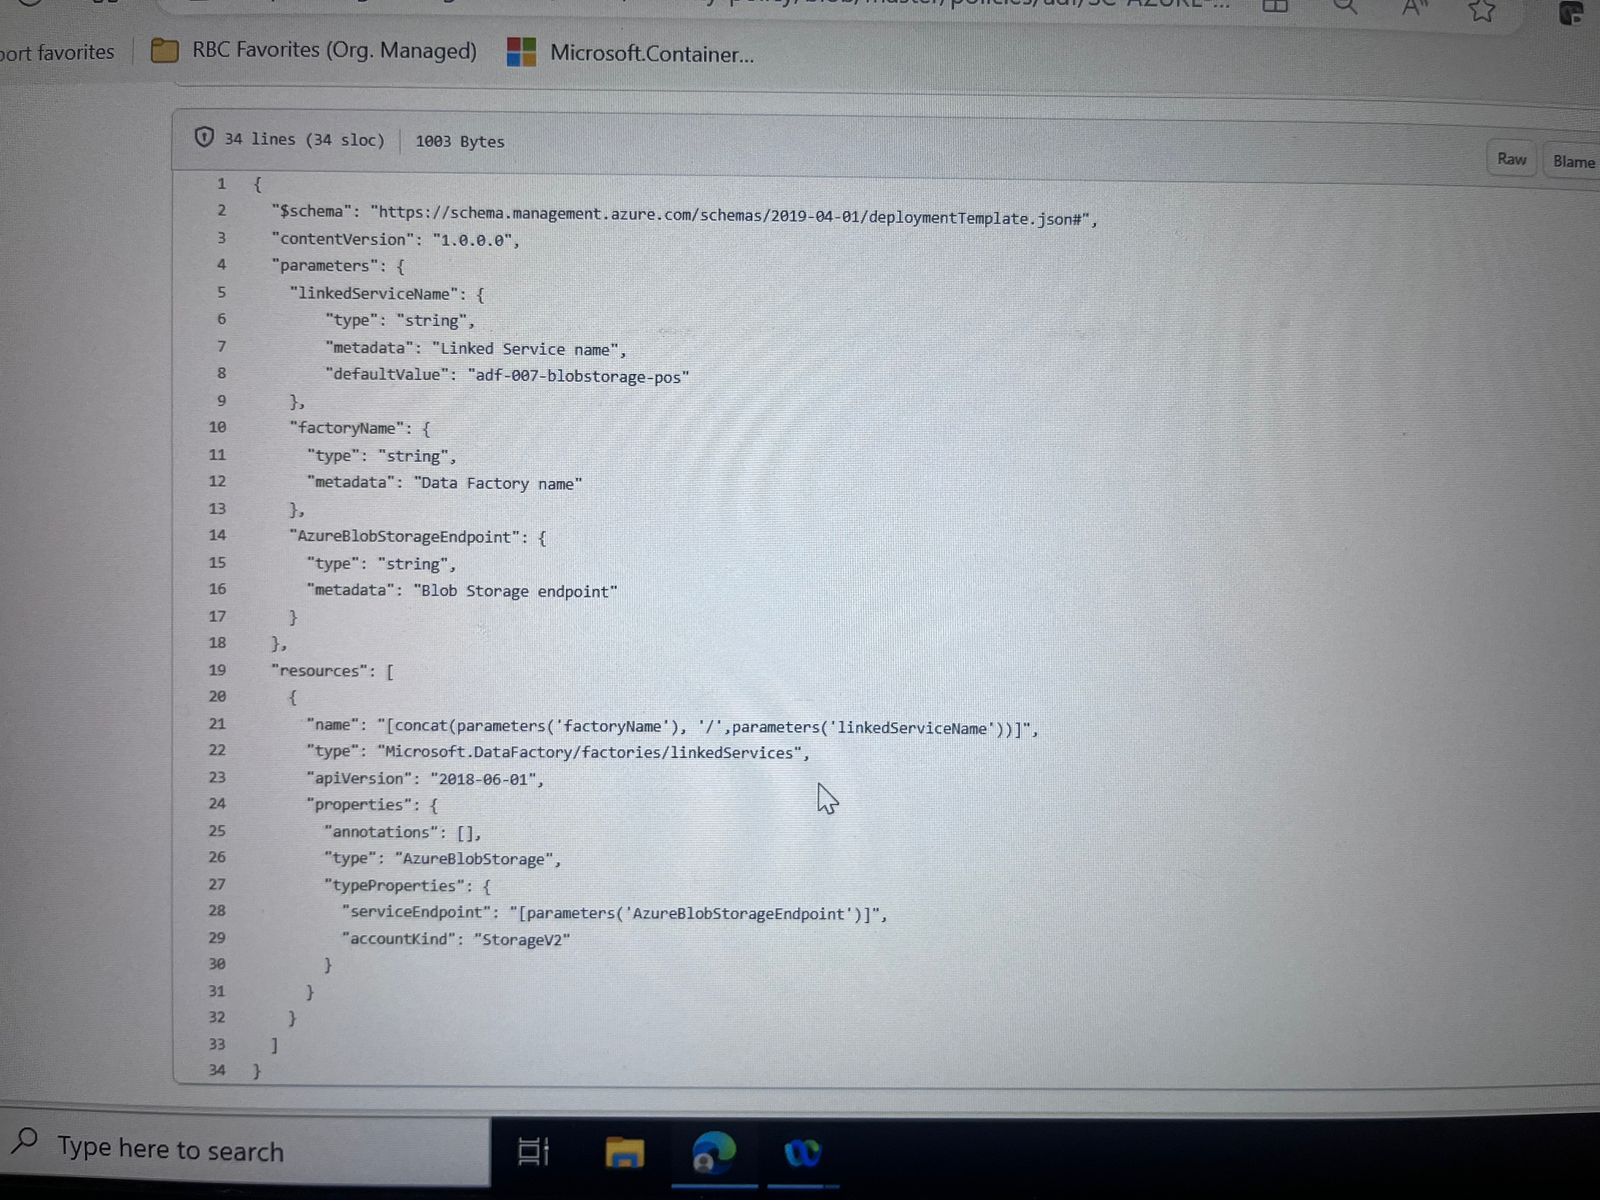 port favorites
RBC Favorites (Org. Managed)
Microsoft.Container...
34 lines (34 sloc) 1003 Bytes
Raw Blame
1 {
2 "$schema": "https://schema.management.azure.com/schemas/2019-04-01/deploymentTemplate.json#",
3 "contentVersion": "1.0.0.0",
4 "parameters": {
5 "linkedServiceName": {
6 "type": "string",
7 "metadata": "Linked Service name",
8 "defaultValue": "adf-007-blobstorage-pos"
9 },
10 "factoryName": {
11 "type": "string",
12 "metadata": "Data Factory name"
13 },
14 "AzureBlobStorageEndpoint": {
15 "type": "string",
16 "metadata": "Blob Storage endpoint"
17 }
18 },
19 "resources": [
20 {
21 "name": "[concat(parameters('factoryName'), '/',parameters('linkedServiceName'))]",
22 "type": "Microsoft.DataFactory/factories/linkedServices",
23 "apiVersion": "2018-06-01",
24 "properties": {
25 "annotations": [],
26 "type": "AzureBlobStorage",
27 "typeProperties": {
28 "serviceEndpoint": "[parameters('AzureBlobStorageEndpoint')]",
29 "accountKind": "StorageV2"
30 }
31 }
32 }
33 ]
34 }
Type here to search